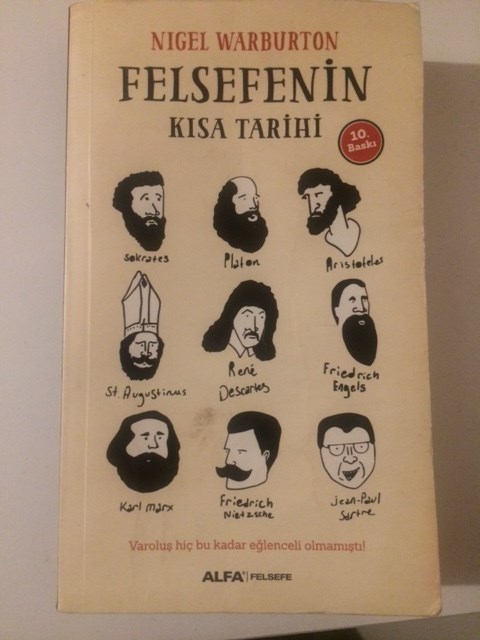 NIGEL WARBURTON
FELSEFENİN
KISA TARİHİ
10.
Baskı
Sokrates
Platon
Aristoteles
St. Augustinus
René
Descartes
Friedrich
Engels
Karl Marx
Friedrich
Nietzsche
Jean-Paul
Sartre
Varoluş hiç bu kadar eğlenceli olmamıştı!
ALFA® | FELSEFE